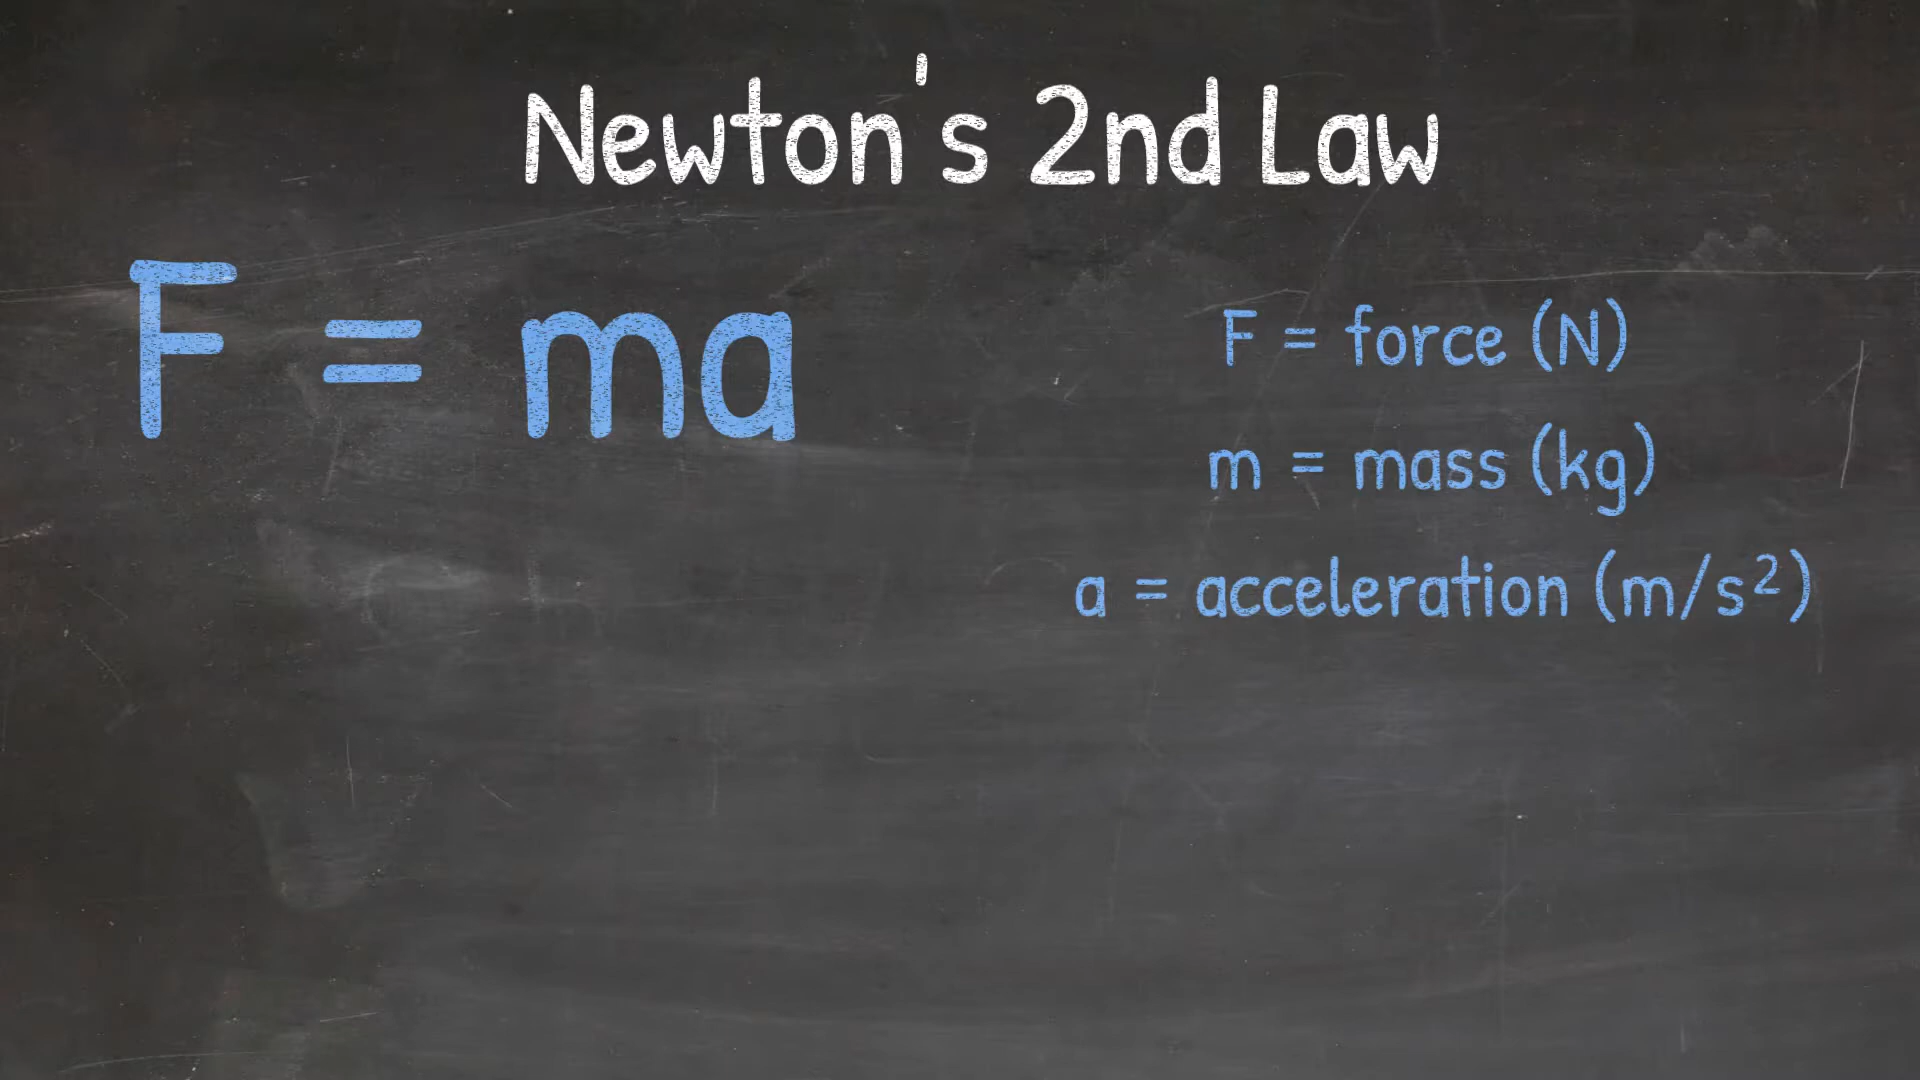 Newton's 2nd Law
F = ma
F = force (N)
m = mass (kg)
a = acceleration (m/s²)